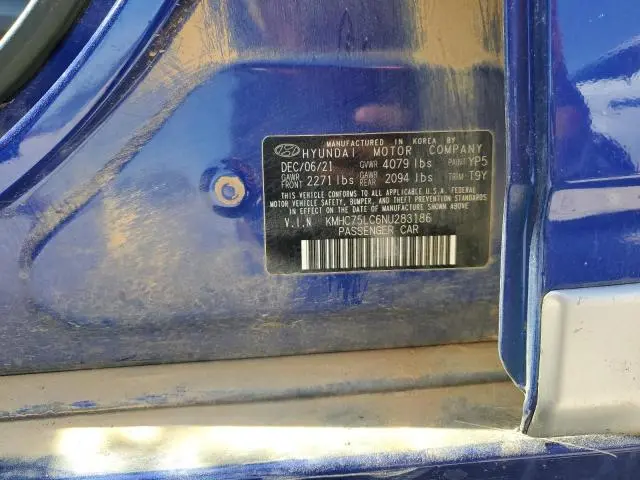 MANUFACTURED IN KOREA BY
HYUNDAI MOTOR COMPANY
DEC/06/21 GVWR 4079 lbs PAINT YP5
GAWR FRONT 2271 lbs GAWR REAR 2094 lbs TRIM T9Y
THIS VEHICLE CONFORMS TO ALL APPLICABLE U.S.A. FEDERAL
MOTOR VEHICLE SAFETY, BUMPER, AND THEFT PREVENTION STANDARDS
IN EFFECT ON THE DATE OF MANUFACTURE SHOWN ABOVE.
V.I.N. KMHC75LC6NU283186
PASSENGER CAR